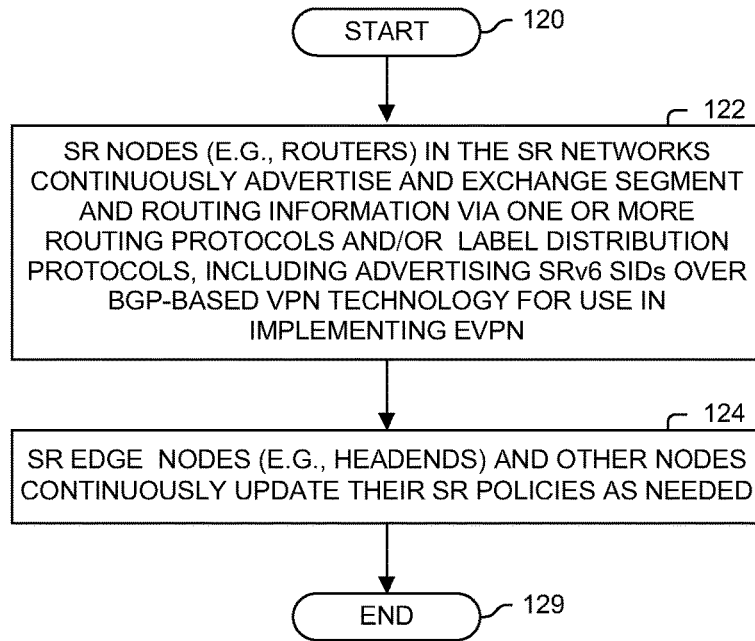 START
120
122
SR NODES (E.G., ROUTERS) IN THE SR NETWORKS
CONTINUOUSLY ADVERTISE AND EXCHANGE SEGMENT
AND ROUTING INFORMATION VIA ONE OR MORE
ROUTING PROTOCOLS AND/OR LABEL DISTRIBUTION
PROTOCOLS, INCLUDING ADVERTISING SRv6 SIDs OVER
BGP-BASED VPN TECHNOLOGY FOR USE IN
IMPLEMENTING EVPN
124
SR EDGE NODES (E.G., HEADENDS) AND OTHER NODES
CONTINUOUSLY UPDATE THEIR SR POLICIES AS NEEDED
END
129